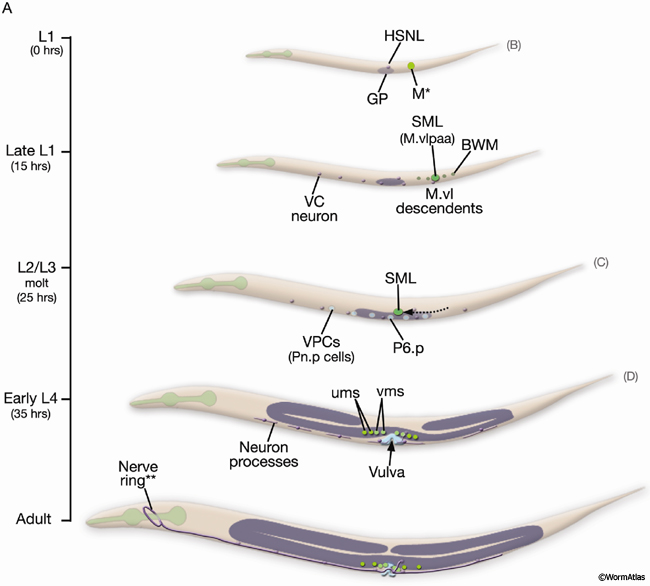 A
L1
(0 hrs)
HSNL
(B)
GP
M*
Late L1
(15 hrs)
SML
(M.vlpaa)
BWM
VC
neuron
M.vl
descendents
L2/L3
molt
(25 hrs)
(C)
SML
VPCs
(Pn.p cells)
P6.p
Early L4
(35 hrs)
(D)
ums
vms
Neuron
processes
Vulva
Nerve
ring**
Adult
©WormAtlas